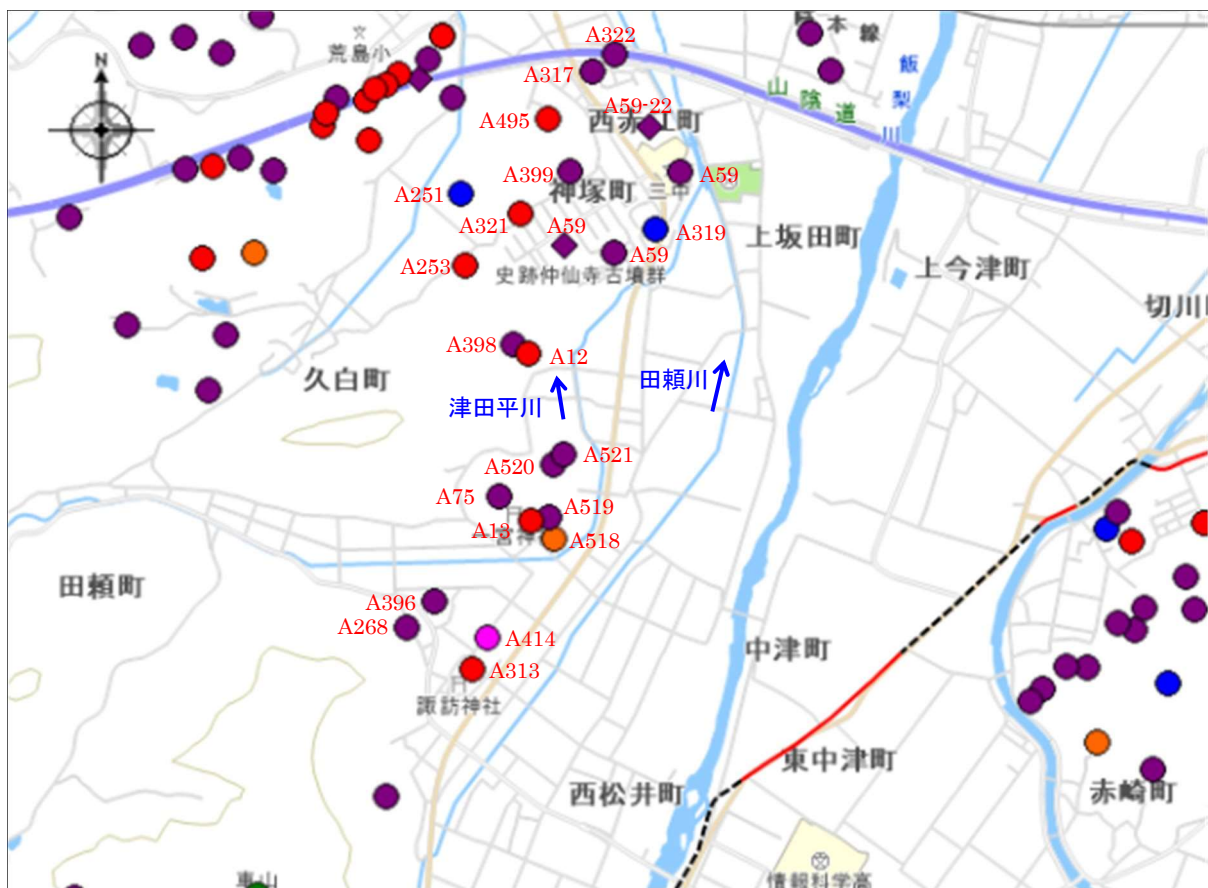 本線
荒島小
A322
飯梨川
A317
山陰道
N
A59-22
A495
西赤江町
A399
神塚町
三中
A59
A251
A321
A59
A319
上坂田町
A253
A59
史跡仲仙寺古墳群
上今津町
切川
A398
A12
久白町
津田平川
田頼川
A520
A521
A75
A519
A13
宮神
A518
田頼町
A396
A268
A414
中津町
A313
諏訪神社
東中津町
西松井町
赤崎町
車山
情報科学高